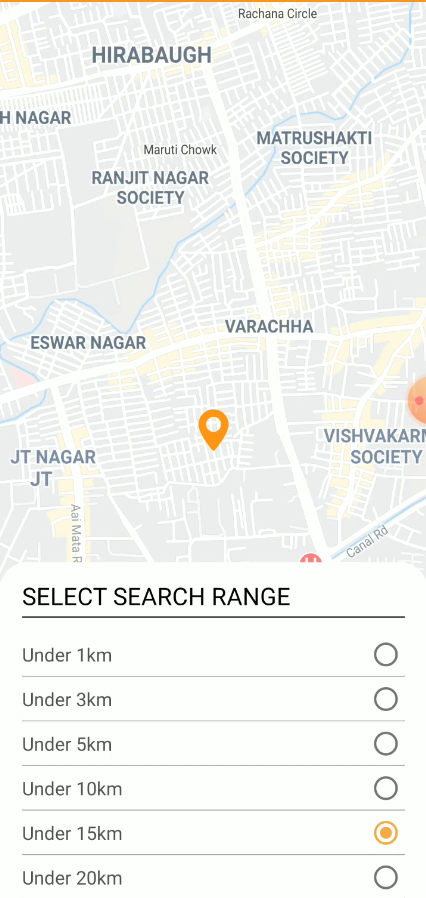 Rachana Circle
HIRABAUGH
H NAGAR
MATRUSHAKTI
SOCIETY
Maruti Chowk
RANJIT NAGAR
SOCIETY
VARACHHA
ESWAR NAGAR
VISHVAKARM
SOCIETY
JT NAGAR
JT
Aai Mata R
Canal Rd
SELECT SEARCH RANGE
Under 1km
Under 3km
Under 5km
Under 10km
Under 15km
Under 20km